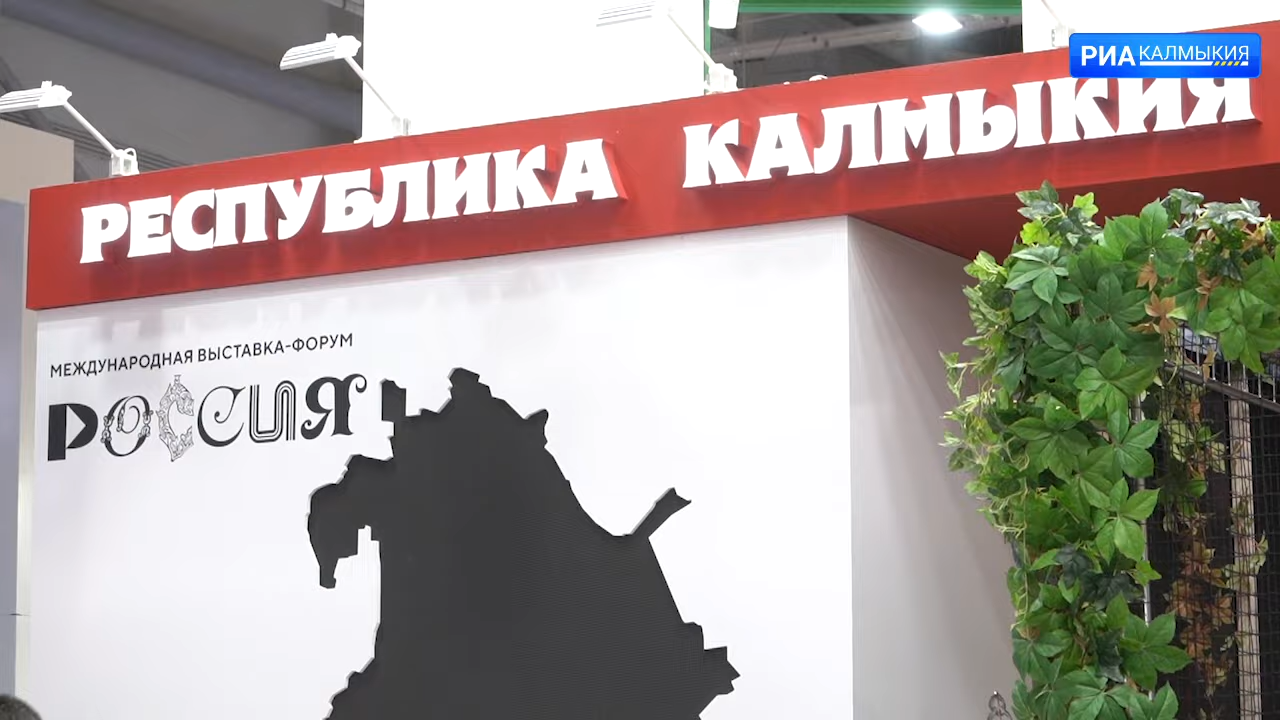 РИА КАЛМЫКИЯ
РЕСПУБЛИКА КАЛМЫКИЯ
МЕЖДУНАРОДНАЯ ВЫСТАВКА-ФОРУМ
РОССИЯ